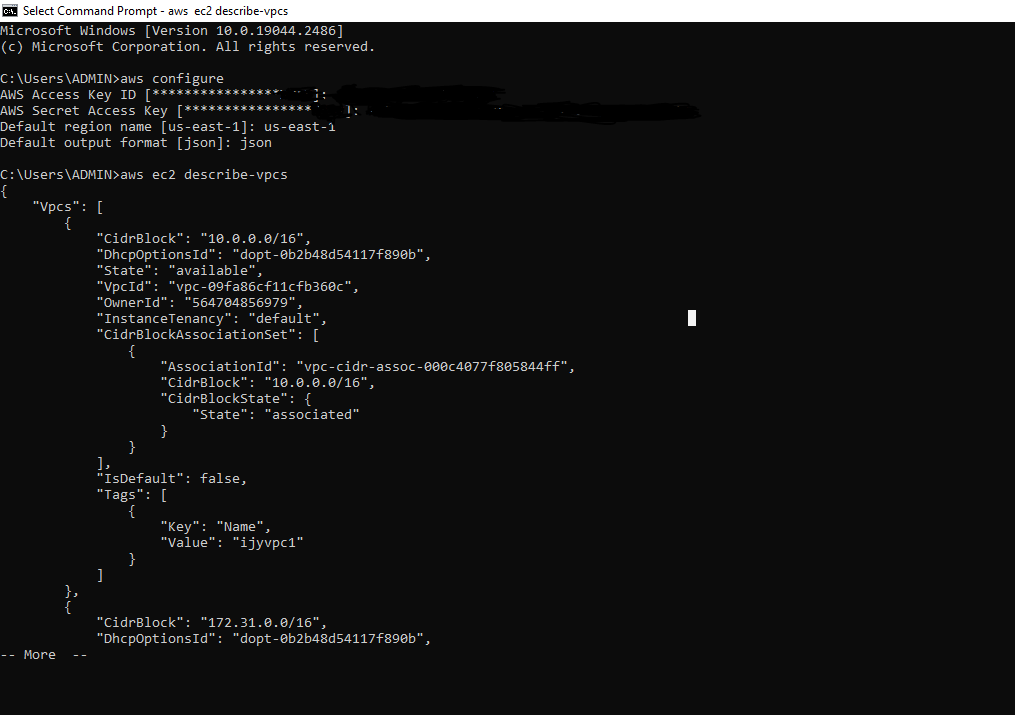 Select Command Prompt - aws  ec2 describe-vpcs
Microsoft Windows [Version 10.0.19044.2486]
(c) Microsoft Corporation. All rights reserved.

C:\Users\ADMIN>aws configure
AWS Access Key ID [****************]:
AWS Secret Access Key [****************]:
Default region name [us-east-1]: us-east-1
Default output format [json]: json

C:\Users\ADMIN>aws ec2 describe-vpcs
{
    "Vpcs": [
        {
            "CidrBlock": "10.0.0.0/16",
            "DhcpOptionsId": "dopt-0b2b48d54117f890b",
            "State": "available",
            "VpcId": "vpc-09fa86cf11cfb360c",
            "OwnerId": "564704856979",
            "InstanceTenancy": "default",
            "CidrBlockAssociationSet": [
                {
                    "AssociationId": "vpc-cidr-assoc-000c4077f805844ff",
                    "CidrBlock": "10.0.0.0/16",
                    "CidrBlockState": {
                        "State": "associated"
                    }
                }
            ],
            "IsDefault": false,
            "Tags": [
                {
                    "Key": "Name",
                    "Value": "ijyvpc1"
                }
            ]
        },
        {
            "CidrBlock": "172.31.0.0/16",
            "DhcpOptionsId": "dopt-0b2b48d54117f890b",
-- More  --